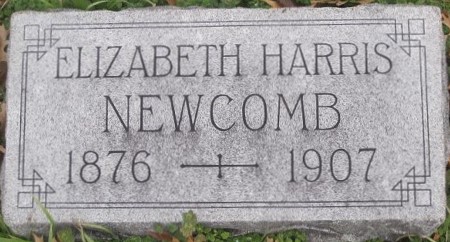 ELIZABETH HARRIS
NEWCOMB
1876 — 1907